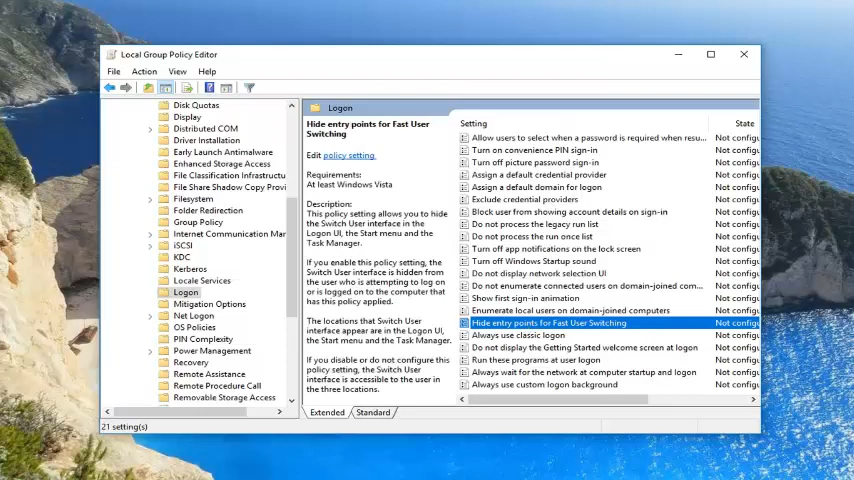 Local Group Policy Editor
File Action View Help
Disk Quotas
Display
Distributed COM
Driver Installation
Early Launch Antimalware
Enhanced Storage Access
File Classification Infrastructu
File Share Shadow Copy Provi
Filesystem
Folder Redirection
Group Policy
Internet Communication Mar
iSCSI
KDC
Kerberos
Locale Services
Logon
Mitigation Options
Net Logon
OS Policies
PIN Complexity
Power Management
Recovery
Remote Assistance
Remote Procedure Call
Removable Storage Access
Logon
Hide entry points for Fast User
Switching
Edit policy setting.
Requirements:
At least Windows Vista
Description:
This policy setting allows you to hide
the Switch User interface in the
Logon UI, the Start menu and the
Task Manager.
If you enable this policy setting, the
Switch User interface is hidden from
the user who is attempting to log on
or is logged on to the computer that
has this policy applied.
The locations that Switch User
interface appear are in the Logon UI,
the Start menu and the Task Manager.
If you disable or do not configure this
policy setting, the Switch User
interface is accessible to the user in
the three locations.
Setting State
Allow users to select when a password is required when resu... Not configu
Turn on convenience PIN sign-in Not configu
Turn off picture password sign-in Not configu
Assign a default credential provider Not configu
Assign a default domain for logon Not configu
Exclude credential providers Not configu
Block user from showing account details on sign-in Not configu
Do not process the legacy run list Not configu
Do not process the run once list Not configu
Turn off app notifications on the lock screen Not configu
Turn off Windows Startup sound Not configu
Do not display network selection UI Not configu
Do not enumerate connected users on domain-joined com... Not configu
Show first sign-in animation Not configu
Enumerate local users on domain-joined computers Not configu
Hide entry points for Fast User Switching Not configu
Always use classic logon Not configu
Do not display the Getting Started welcome screen at logon Not configu
Run these programs at user logon Not configu
Always wait for the network at computer startup and logon Not configu
Always use custom logon background Not configu
Extended Standard
21 setting(s)